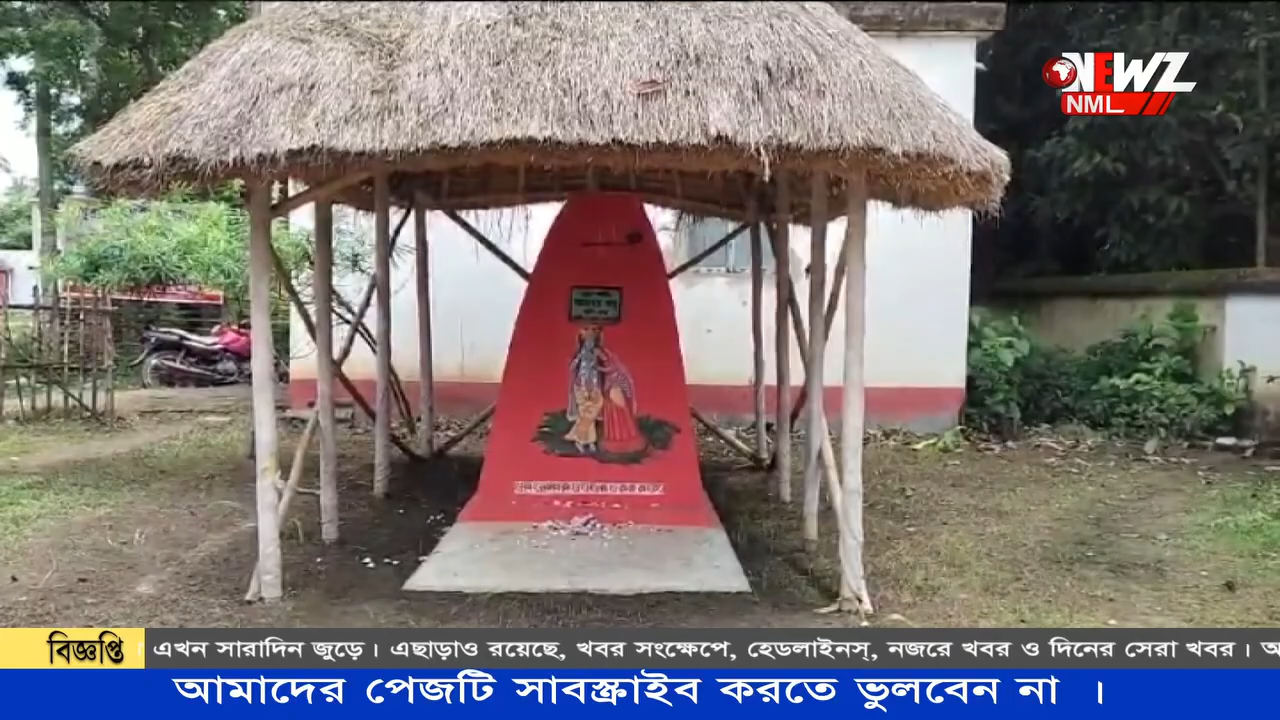 NEWZ
NML
বিজ্ঞপ্তি
এখন সারাদিন জুড়ে। এছাড়াও রয়েছে, খবর সংক্ষেপে, হেডলাইনস্, নজরে খবর ও দিনের সেরা খবর।
আমাদের পেজটি সাবস্ক্রাইব করতে ভুলবেন না ।